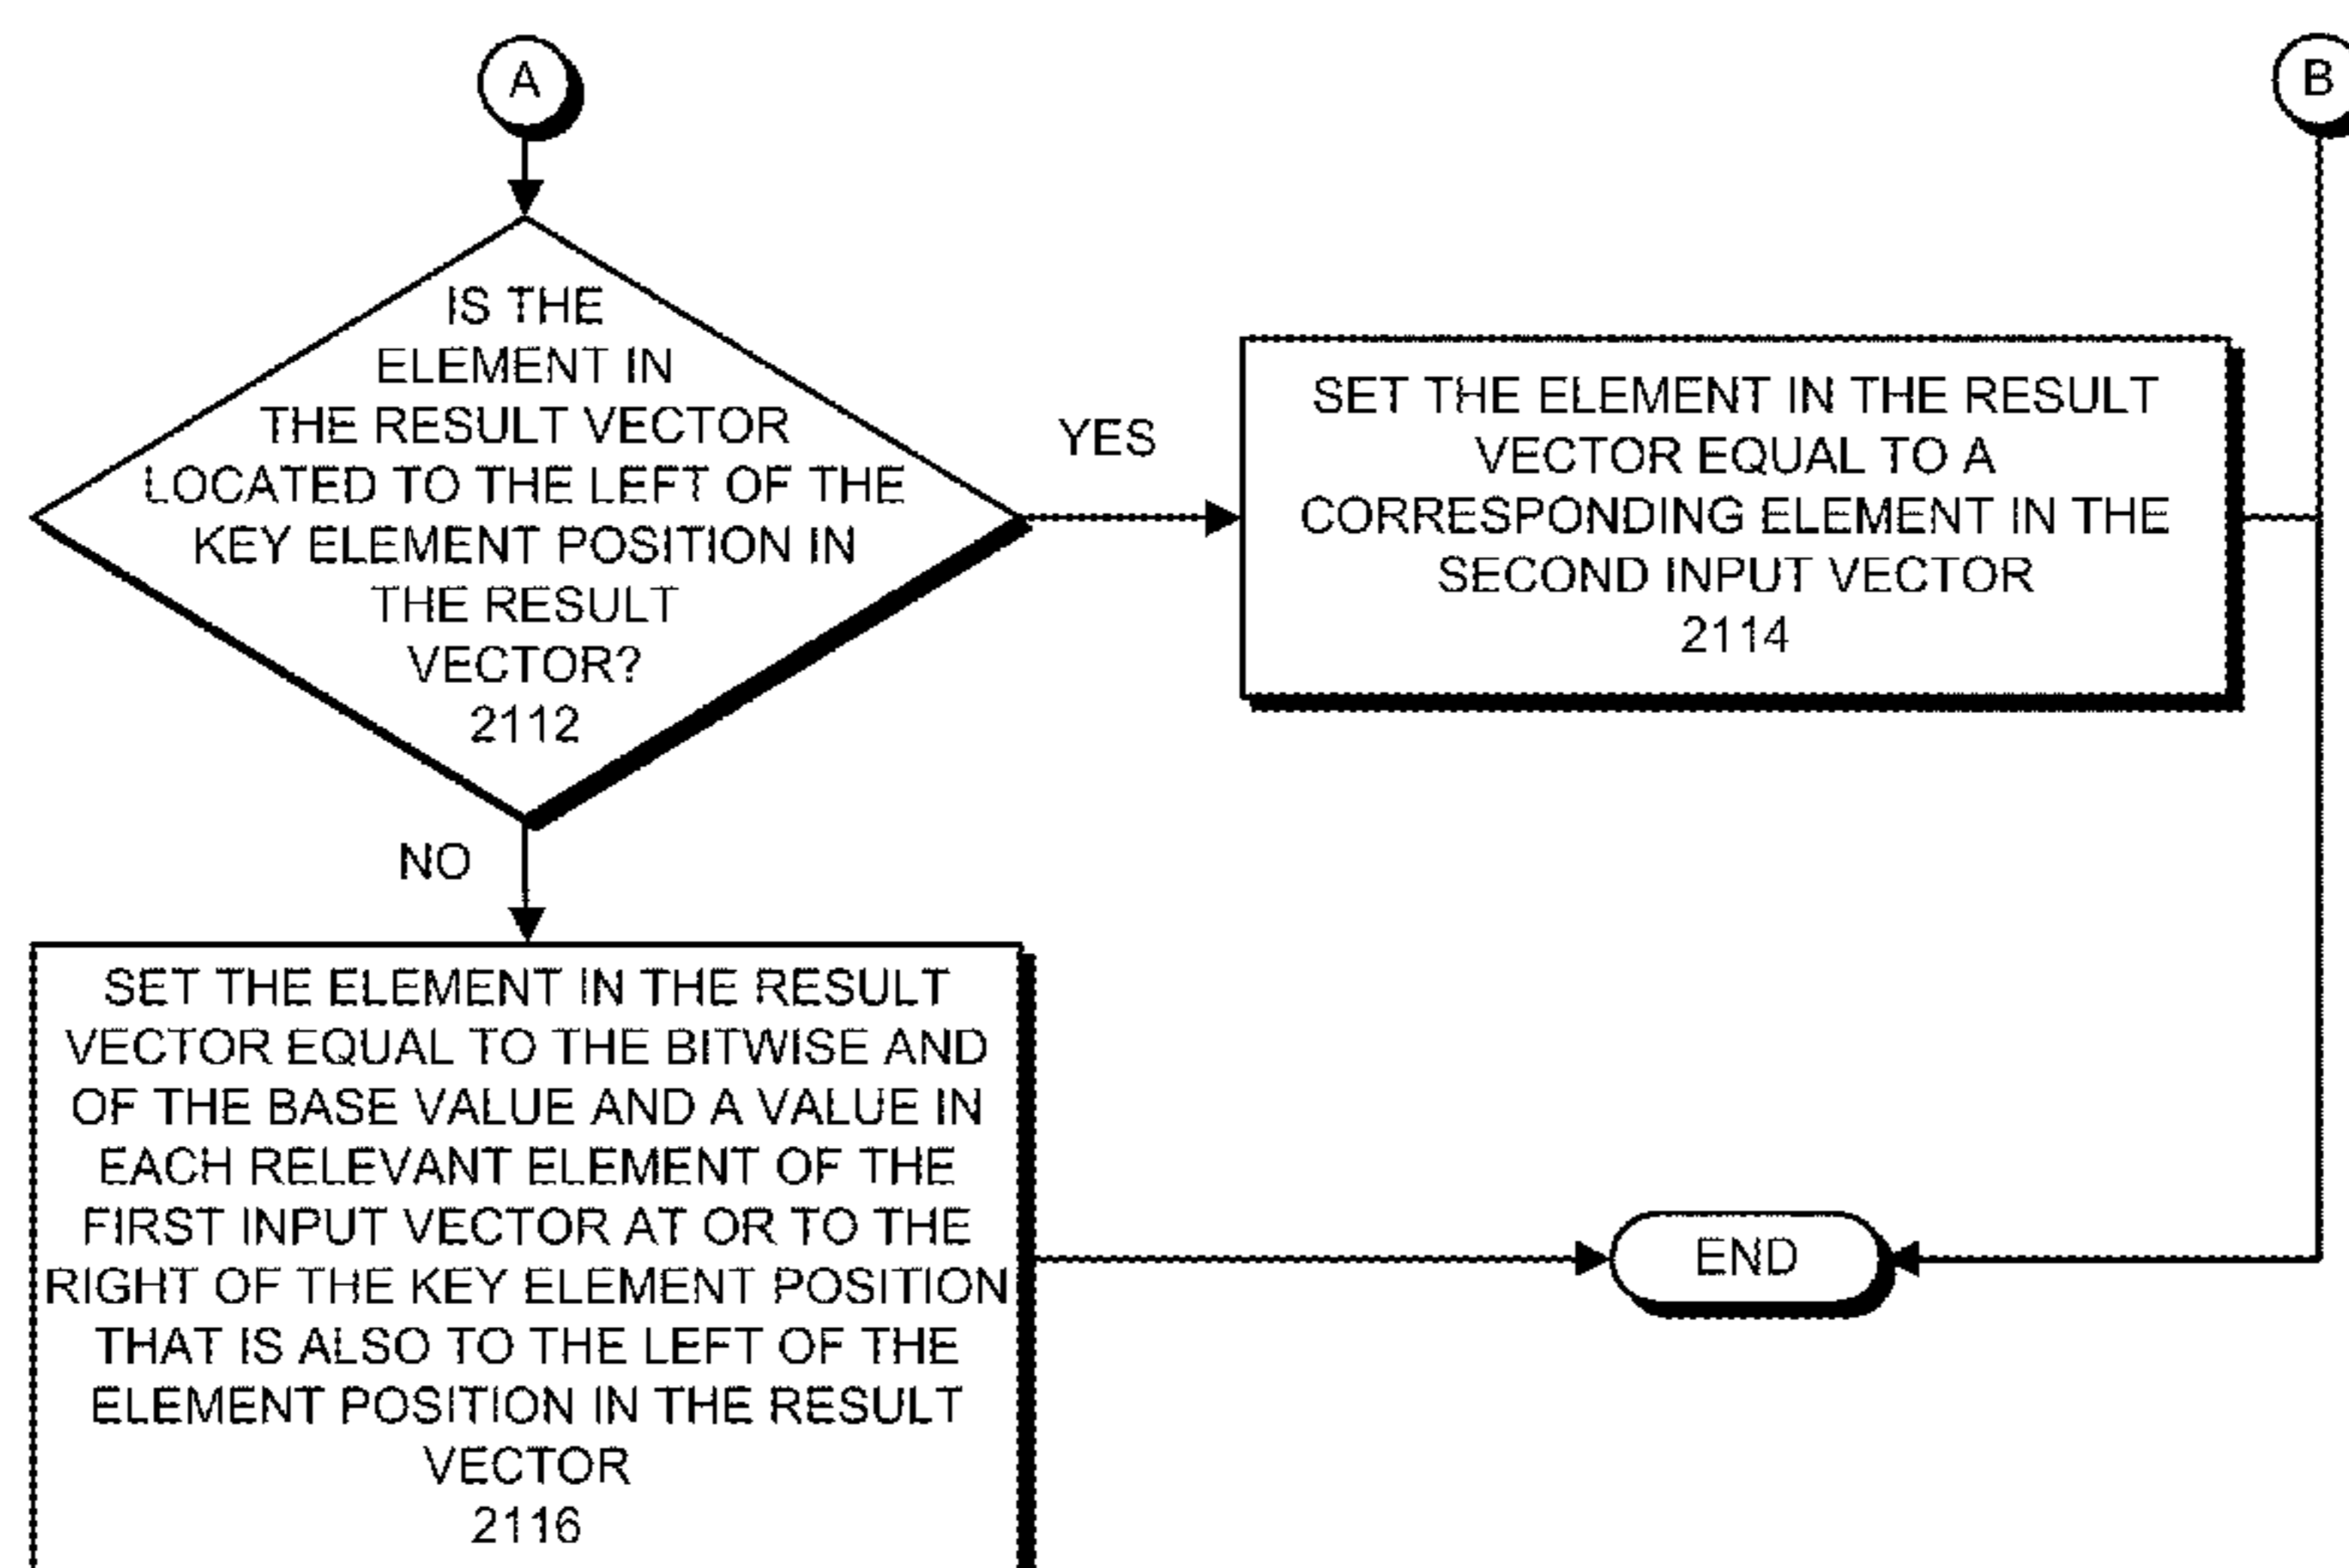 A
B
IS THE
ELEMENT IN
THE RESULT VECTOR
LOCATED TO THE LEFT OF THE
KEY ELEMENT POSITION IN
THE RESULT
VECTOR?
2112
YES
SET THE ELEMENT IN THE RESULT
VECTOR EQUAL TO A
CORRESPONDING ELEMENT IN THE
SECOND INPUT VECTOR
2114
NO
SET THE ELEMENT IN THE RESULT
VECTOR EQUAL TO THE BITWISE AND
OF THE BASE VALUE AND A VALUE IN
EACH RELEVANT ELEMENT OF THE
FIRST INPUT VECTOR AT OR TO THE
RIGHT OF THE KEY ELEMENT POSITION
THAT IS ALSO TO THE LEFT OF THE
ELEMENT POSITION IN THE RESULT
VECTOR
2116
END